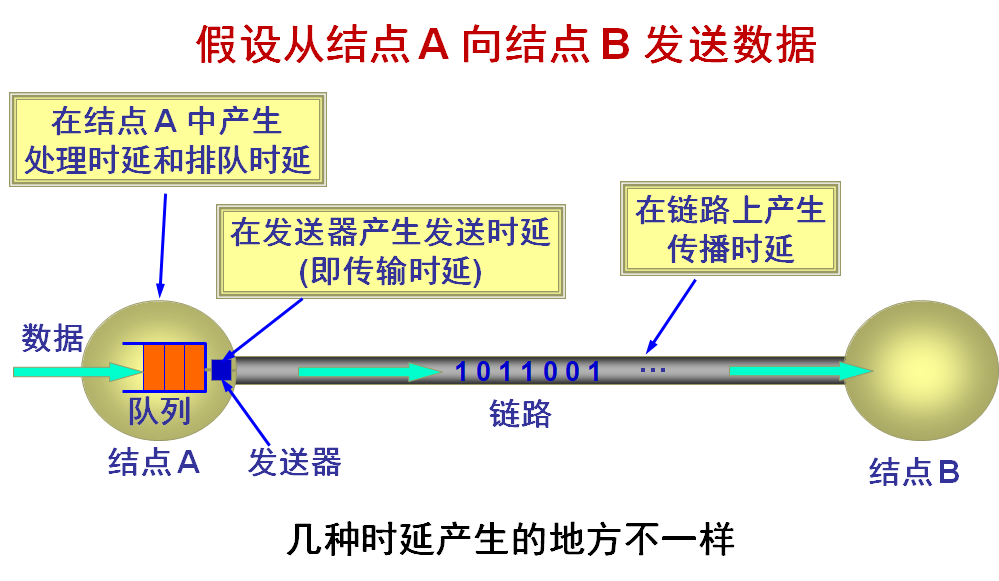 假设从结点 A 向结点 B 发送数据
在结点 A 中产生
处理时延和排队时延
在发送器产生发送时延
(即传输时延)
在链路上产生
传播时延
数据
1 0 1 1 0 0 1 …
队列
链路
结点 A
发送器
结点 B
几种时延产生的地方不一样